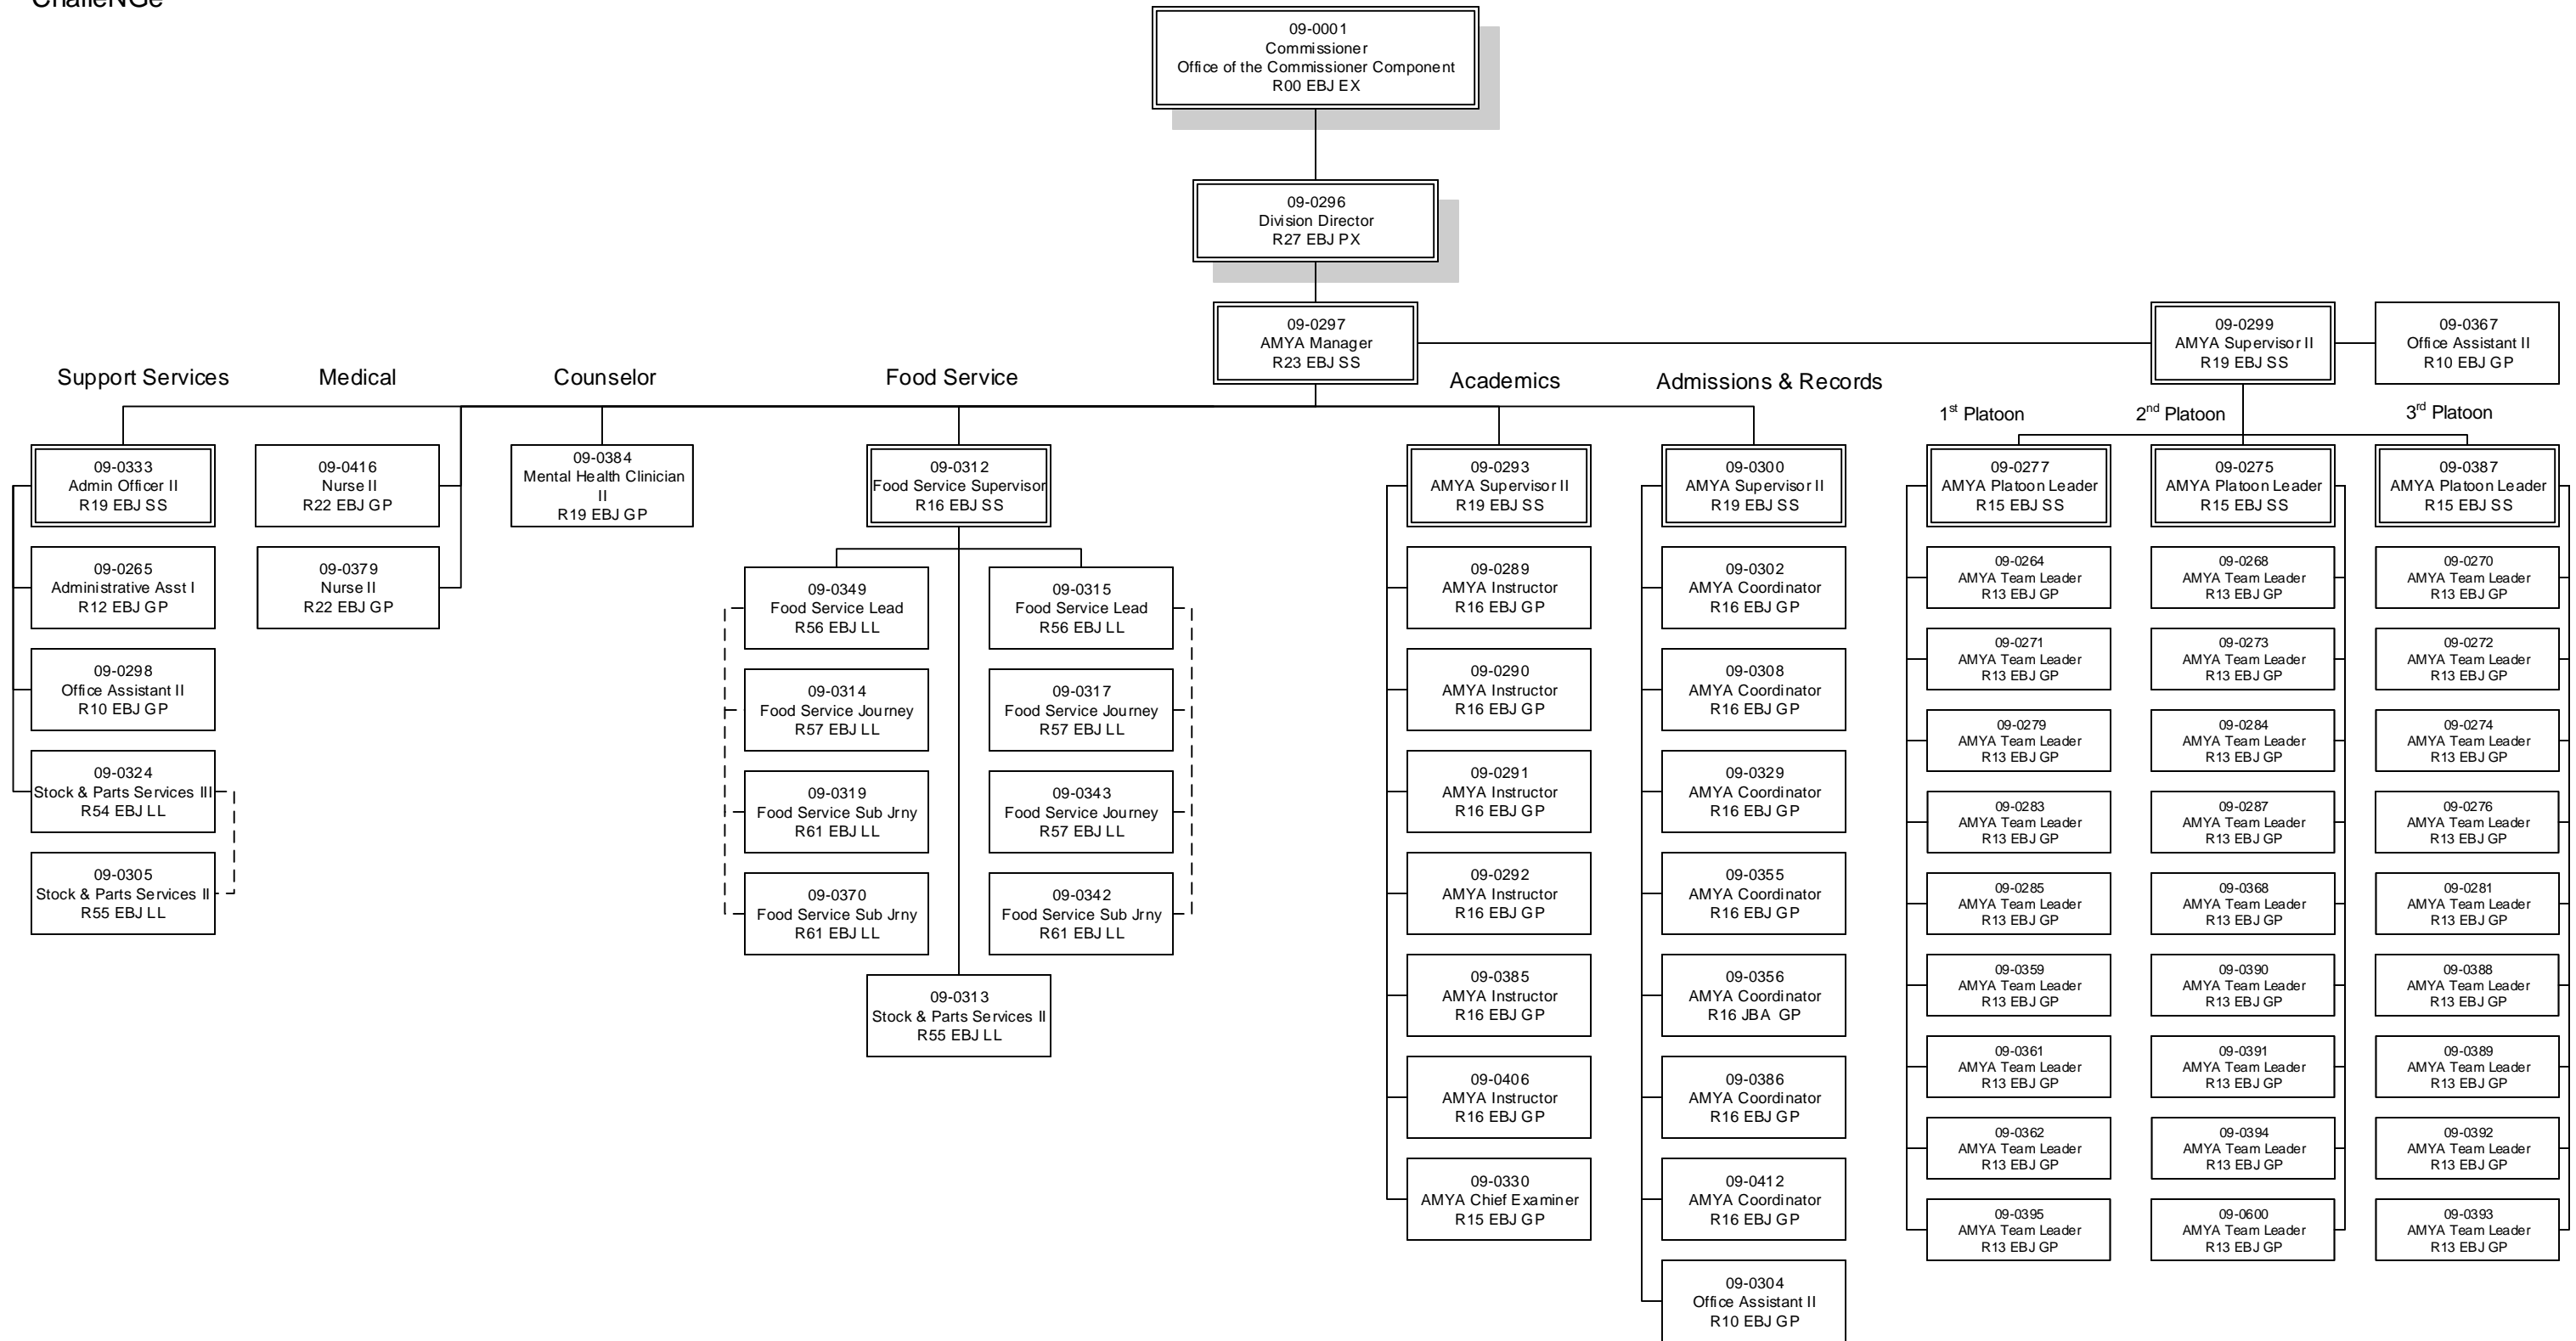 ChalleNGe
09-0001
Commissioner
Office of the Commissioner Component
R00 EBJ EX
09-0296
Division Director
R27 EBJ PX
09-0297
AMYA Manager
R23 EBJ SS
09-0299
AMYA Supervisor II
R19 EBJ SS
09-0367
Office Assistant II
R10 EBJ GP
Support Services
09-0333
Admin Officer II
R19 EBJ SS
09-0265
Administrative Asst I
R12 EBJ GP
09-0298
Office Assistant II
R10 EBJ GP
09-0324
Stock & Parts Services III
R54 EBJ LL
09-0305
Stock & Parts Services II
R55 EBJ LL
Medical
09-0416
Nurse II
R22 EBJ GP
09-0379
Nurse II
R22 EBJ GP
Counselor
09-0384
Mental Health Clinician
II
R19 EBJ GP
Food Service
09-0312
Food Service Supervisor
R16 EBJ SS
09-0349
Food Service Lead
R56 EBJ LL
09-0314
Food Service Journey
R57 EBJ LL
09-0319
Food Service Sub Jrny
R61 EBJ LL
09-0370
Food Service Sub Jrny
R61 EBJ LL
09-0315
Food Service Lead
R56 EBJ LL
09-0317
Food Service Journey
R57 EBJ LL
09-0343
Food Service Journey
R57 EBJ LL
09-0342
Food Service Sub Jrny
R61 EBJ LL
09-0313
Stock & Parts Services II
R55 EBJ LL
Academics
09-0293
AMYA Supervisor II
R19 EBJ SS
09-0289
AMYA Instructor
R16 EBJ GP
09-0290
AMYA Instructor
R16 EBJ GP
09-0291
AMYA Instructor
R16 EBJ GP
09-0292
AMYA Instructor
R16 EBJ GP
09-0385
AMYA Instructor
R16 EBJ GP
09-0406
AMYA Instructor
R16 EBJ GP
09-0330
AMYA Chief Examiner
R15 EBJ GP
Admissions & Records
09-0300
AMYA Supervisor II
R19 EBJ SS
09-0302
AMYA Coordinator
R16 EBJ GP
09-0308
AMYA Coordinator
R16 EBJ GP
09-0329
AMYA Coordinator
R16 EBJ GP
09-0355
AMYA Coordinator
R16 EBJ GP
09-0356
AMYA Coordinator
R16 JBA GP
09-0386
AMYA Coordinator
R16 EBJ GP
09-0412
AMYA Coordinator
R16 EBJ GP
09-0304
Office Assistant II
R10 EBJ GP
1st Platoon
09-0277
AMYA Platoon Leader
R15 EBJ SS
09-0264
AMYA Team Leader
R13 EBJ GP
09-0271
AMYA Team Leader
R13 EBJ GP
09-0279
AMYA Team Leader
R13 EBJ GP
09-0283
AMYA Team Leader
R13 EBJ GP
09-0285
AMYA Team Leader
R13 EBJ GP
09-0359
AMYA Team Leader
R13 EBJ GP
09-0361
AMYA Team Leader
R13 EBJ GP
09-0362
AMYA Team Leader
R13 EBJ GP
09-0395
AMYA Team Leader
R13 EBJ GP
2nd Platoon
09-0275
AMYA Platoon Leader
R15 EBJ SS
09-0268
AMYA Team Leader
R13 EBJ GP
09-0273
AMYA Team Leader
R13 EBJ GP
09-0284
AMYA Team Leader
R13 EBJ GP
09-0287
AMYA Team Leader
R13 EBJ GP
09-0368
AMYA Team Leader
R13 EBJ GP
09-0390
AMYA Team Leader
R13 EBJ GP
09-0391
AMYA Team Leader
R13 EBJ GP
09-0394
AMYA Team Leader
R13 EBJ GP
09-0600
AMYA Team Leader
R13 EBJ GP
3rd Platoon
09-0387
AMYA Platoon Leader
R15 EBJ SS
09-0270
AMYA Team Leader
R13 EBJ GP
09-0272
AMYA Team Leader
R13 EBJ GP
09-0274
AMYA Team Leader
R13 EBJ GP
09-0276
AMYA Team Leader
R13 EBJ GP
09-0281
AMYA Team Leader
R13 EBJ GP
09-0388
AMYA Team Leader
R13 EBJ GP
09-0389
AMYA Team Leader
R13 EBJ GP
09-0392
AMYA Team Leader
R13 EBJ GP
09-0393
AMYA Team Leader
R13 EBJ GP